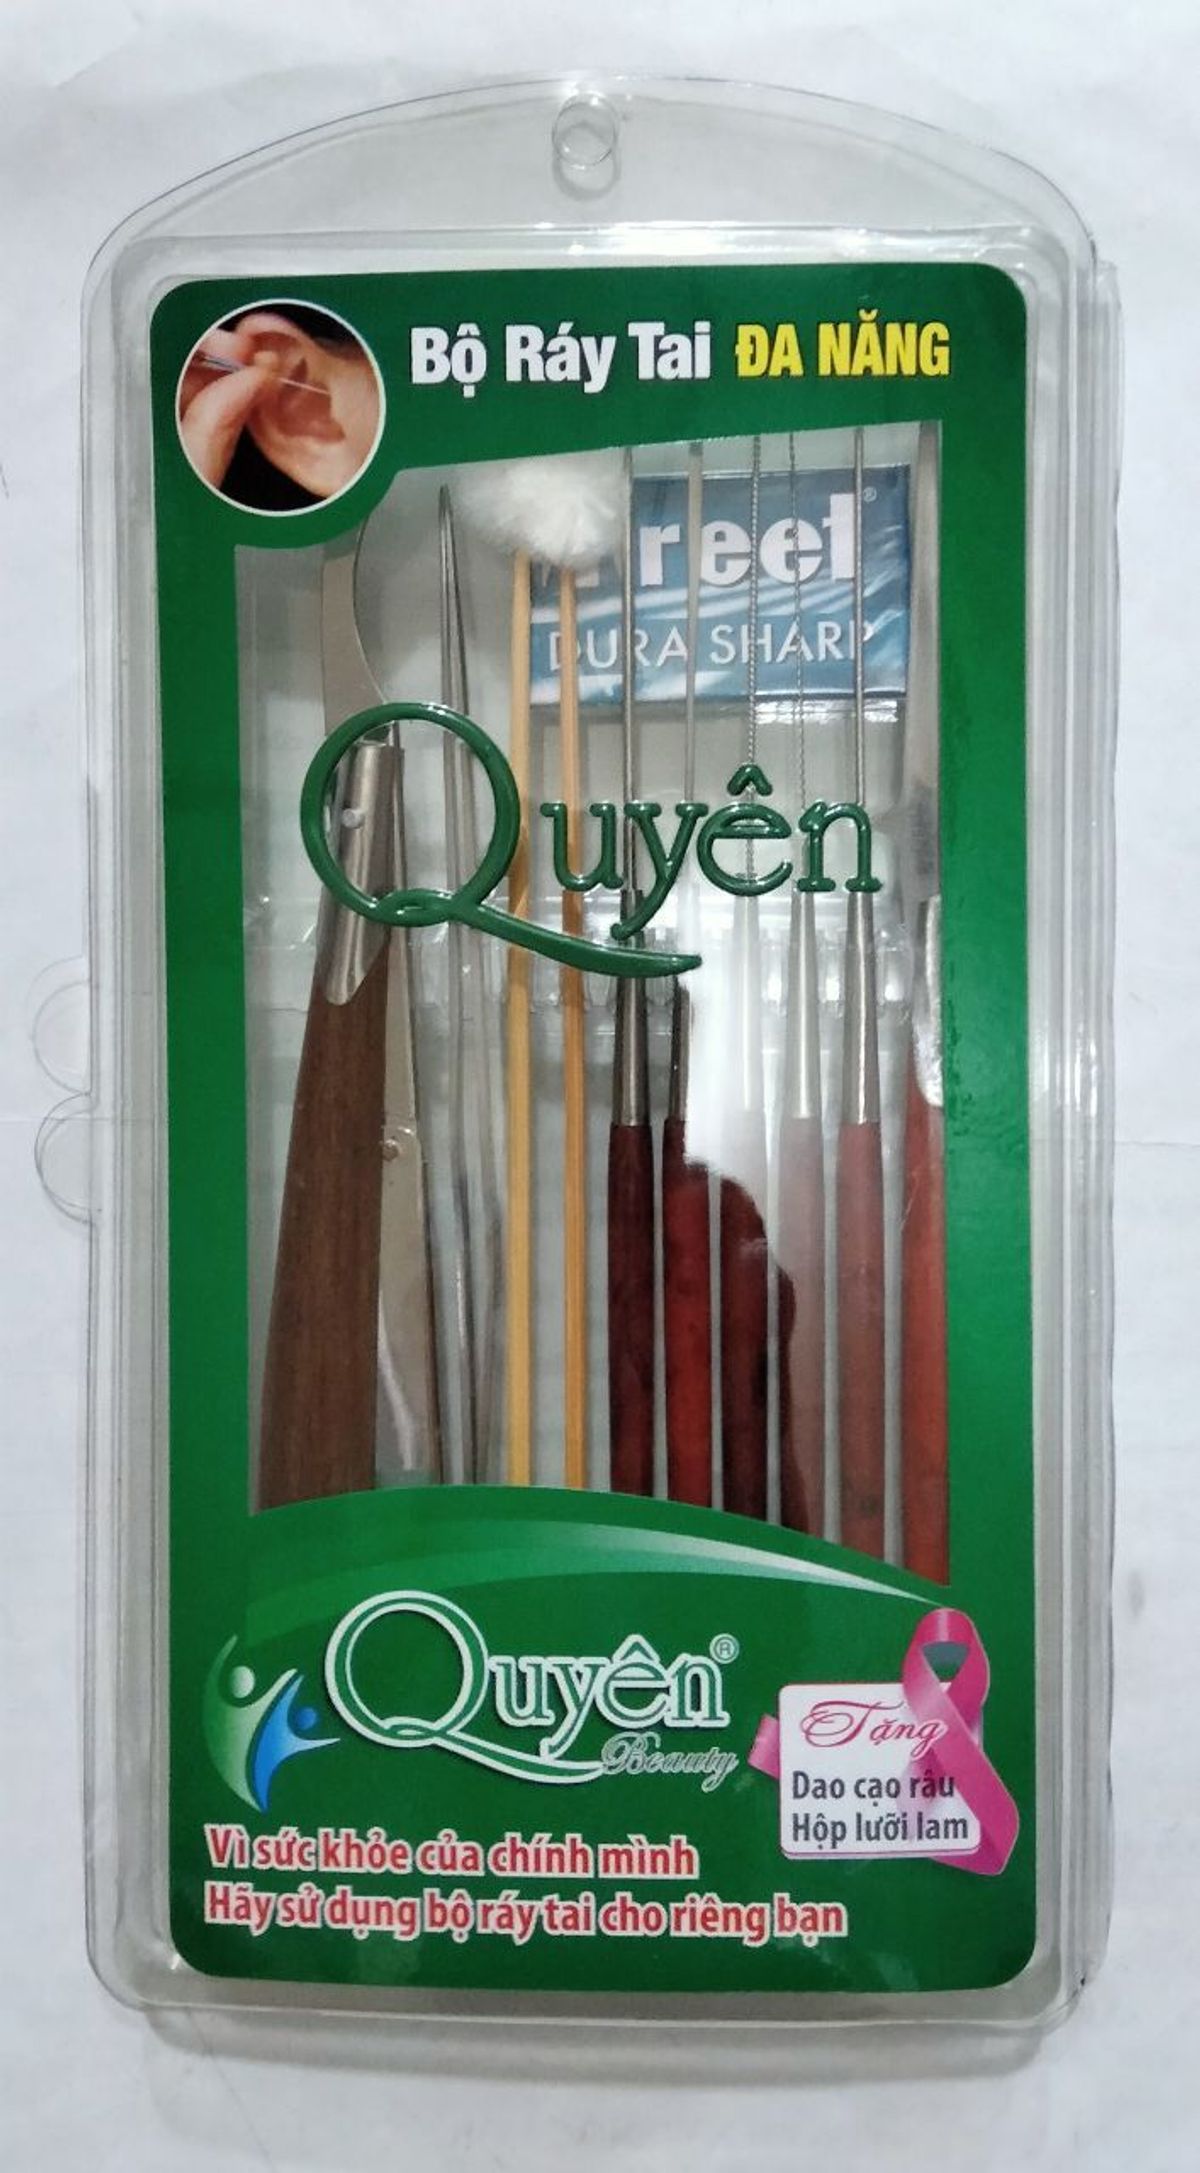 Bộ Ráy Tai ĐA NĂNG
reet®
DURA SHARP
Quyên
Quyên®
Beauty
Tặng
Dao cạo râu
Hộp lưỡi lam
Vì sức khỏe của chính mình
Hãy sử dụng bộ ráy tai cho riêng bạn